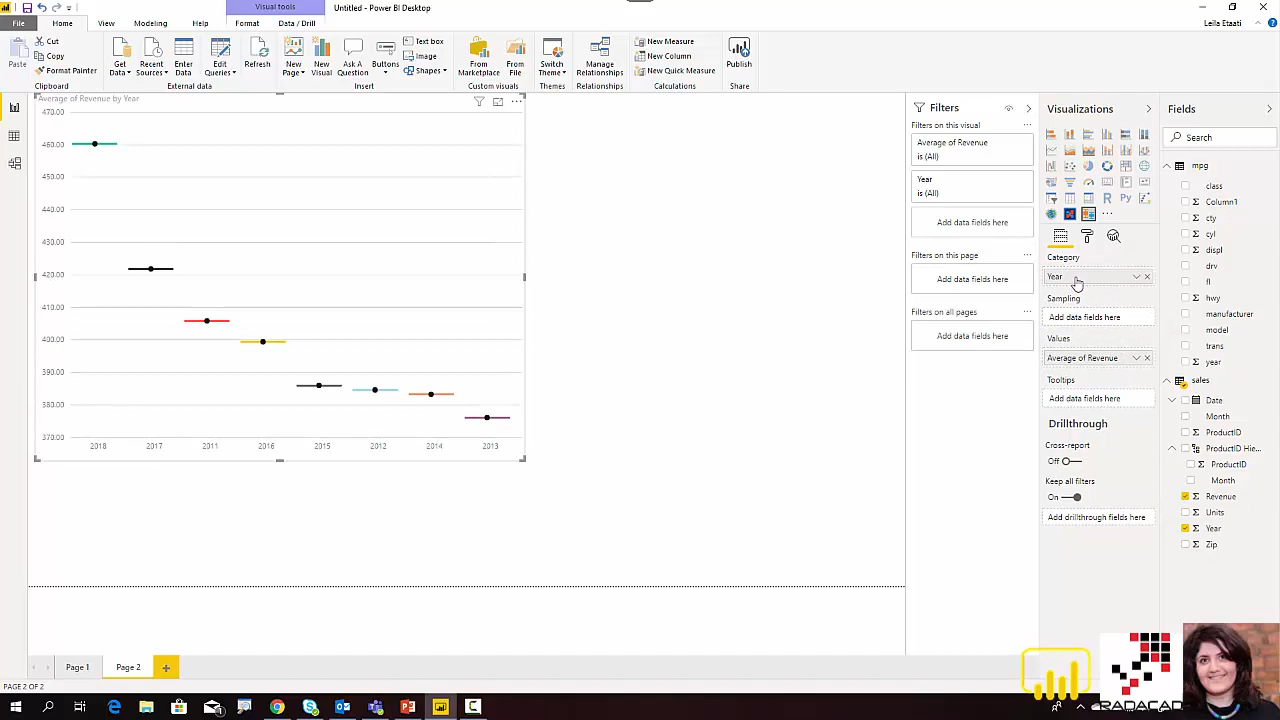 Visual tools
Untitled - Power BI Desktop
Leila Etaati
File
Home
View
Modeling
Help
Format
Data / Drill
Paste
Cut
Copy
Format Painter
Clipboard
Get Data
Recent Sources
Enter Data
Edit Queries
Refresh
External data
New Page
New Visual
Ask A Question
Buttons
Text box
Image
Shapes
Insert
From Marketplace
From File
Custom visuals
Switch Theme
Themes
Manage Relationships
Relationships
New Measure
New Column
New Quick Measure
Calculations
Publish
Share
Average of Revenue by Year
470.00
460.00
450.00
440.00
430.00
420.00
410.00
400.00
390.00
380.00
370.00
2018 2017 2011 2016 2015 2012 2014 2013
Filters
Filters on this visual
Average of Revenue
is (All)
Year
is (All)
Add data fields here
Filters on this page
Add data fields here
Filters on all pages
Add data fields here
Visualizations
R
Py
Category
Year
Sampling
Add data fields here
Values
Average of Revenue
Tooltips
Add data fields here
Drillthrough
Cross-report
Off
Keep all filters
On
Add drillthrough fields here
Fields
Search
mpg
class
Column1
cty
cyl
displ
drv
fl
hwy
manufacturer
model
trans
year
sales
Date
Month
ProductID
ProductID Hie...
ProductID
Month
Revenue
Units
Year
Zip
Page 1
Page 2
PAGE 2 OF 2
RADACAD